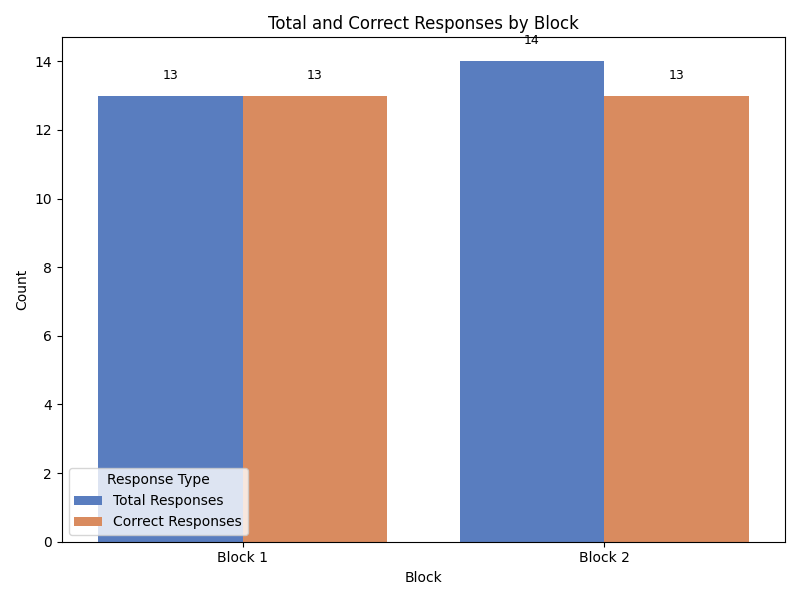 Total and Correct Responses by Block
14
13
13
13
14
12
10
8
6
4
2
0
Count
Response Type
Total Responses
Correct Responses
Block 1
Block 2
Block